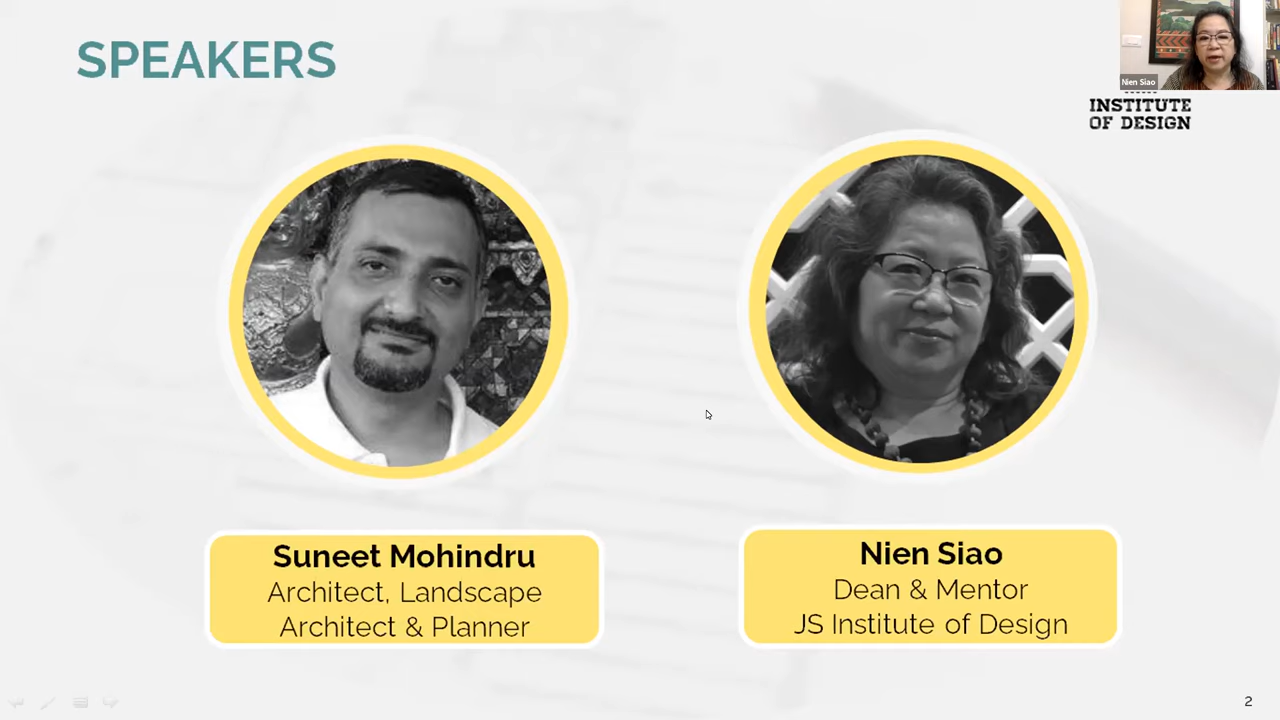 SPEAKERS
Nien Siao
INSTITUTE
OF DESIGN
Suneet Mohindru
Architect, Landscape
Architect & Planner
Nien Siao
Dean & Mentor
JS Institute of Design
2